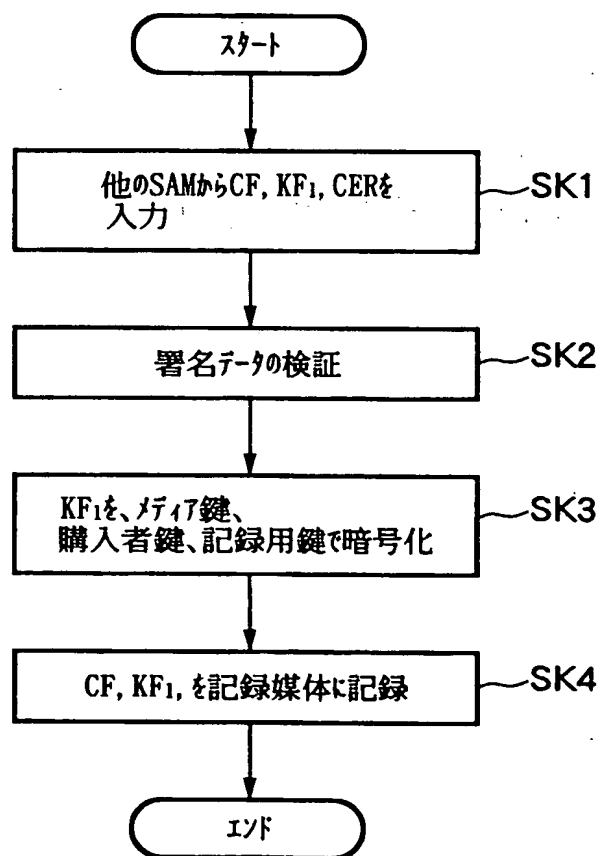 スタート
他のSAMからCF, KF₁, CERを
入力
SK1
署名データの検証
SK2
KF₁を、メディア鍵、
購入者鍵、記録用鍵で暗号化
SK3
CF, KF₁, を記録媒体に記録
SK4
エンド